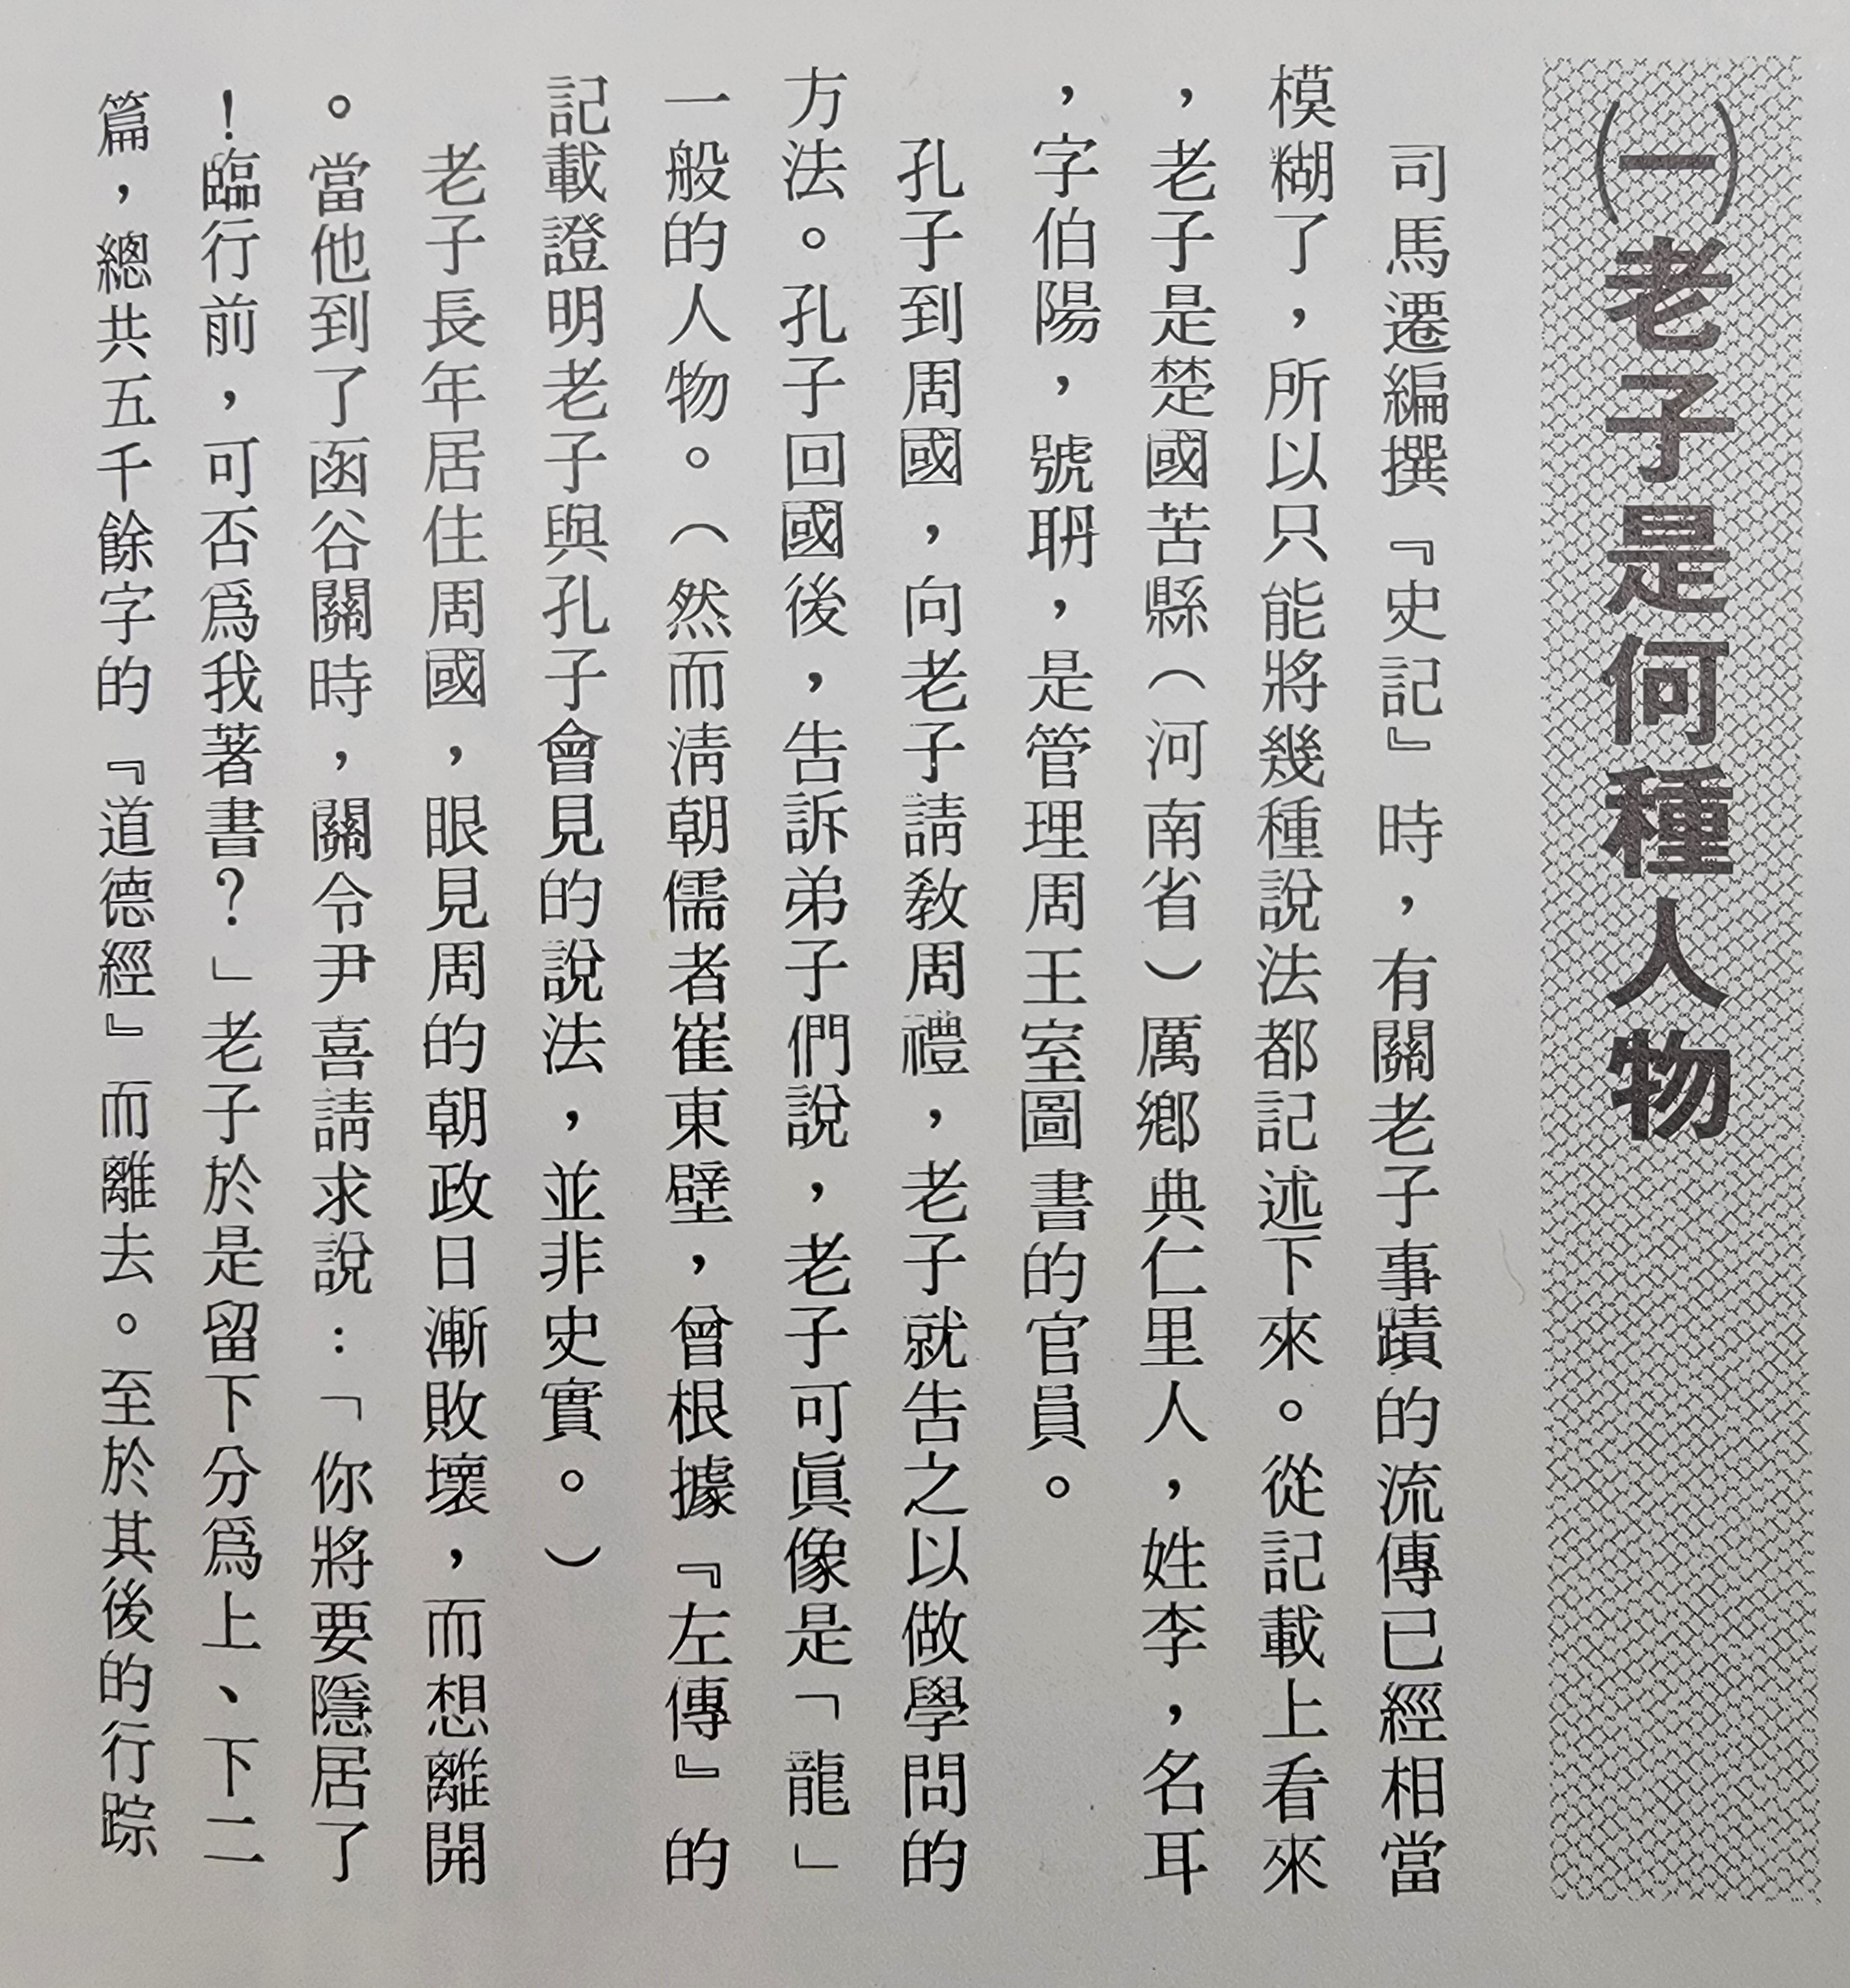 ㈠老子是何種人物
司馬遷編撰『史記』時，有關老子事蹟的流傳已經相當
模糊了，所以只能將幾種說法都記述下來。從記載上看來
，老子是楚國苦縣（河南省）厲鄉典仁里人，姓李，名耳
，字伯陽，號聃，是管理周王室圖書的官員。
孔子到周國，向老子請教周禮，老子就告之以做學問的
方法。孔子回國後，告訴弟子們說，老子可眞像是「龍」
一般的人物。（然而淸朝儒者崔東壁，曾根據『左傳』的
記載證明老子與孔子會見的說法，並非史實。）
老子長年居住周國，眼見周的朝政日漸敗壞，而想離開
。當他到了函谷關時，關令尹喜請求說：「你將要隱居了
！臨行前，可否爲我著書？」老子於是留下分爲上、下二
篇，總共五千餘字的『道德經』而離去。至於其後的行踪